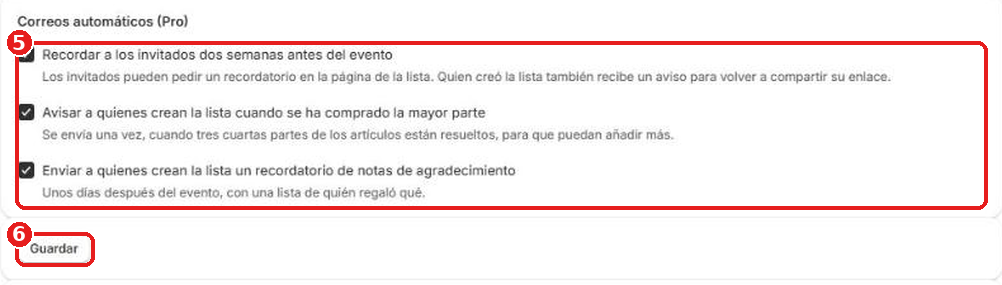 Correos automáticos (Pro)
5
Recordar a los invitados dos semanas antes del evento
Los invitados pueden pedir un recordatorio en la página de la lista. Quien creó la lista también recibe un aviso para volver a compartir su enlace.
Avisar a quienes crean la lista cuando se ha comprado la mayor parte
Se envía una vez, cuando tres cuartas partes de los artículos están resueltos, para que puedan añadir más.
Enviar a quienes crean la lista un recordatorio de notas de agradecimiento
Unos días después del evento, con una lista de quién regaló qué.
6
Guardar